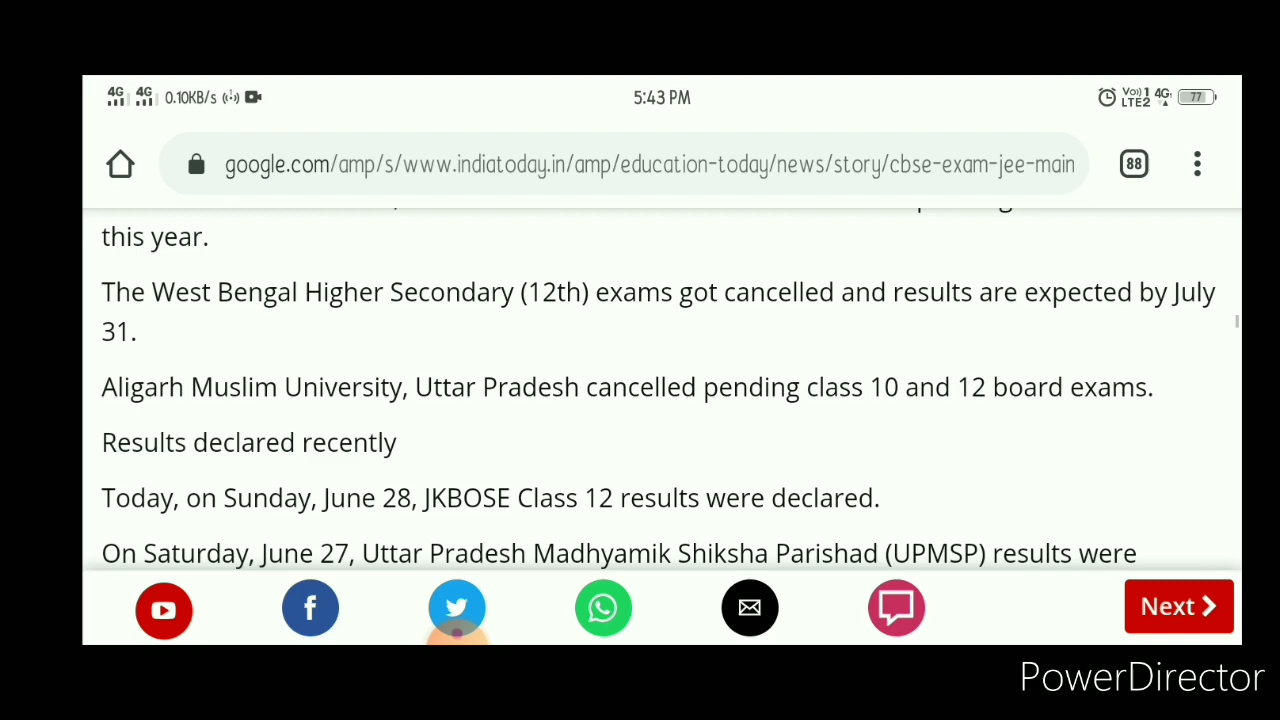 4G 4G 0.10KB/s 5:43 PM Vo) 1 LTE2 4G 77
google.com/amp/s/www.indiatoday.in/amp/education-today/news/story/cbse-exam-jee-main 88
this year.
The West Bengal Higher Secondary (12th) exams got cancelled and results are expected by July
31.
Aligarh Muslim University, Uttar Pradesh cancelled pending class 10 and 12 board exams.
Results declared recently
Today, on Sunday, June 28, JKBOSE Class 12 results were declared.
On Saturday, June 27, Uttar Pradesh Madhyamik Shiksha Parishad (UPMSP) results were
Next
PowerDirector